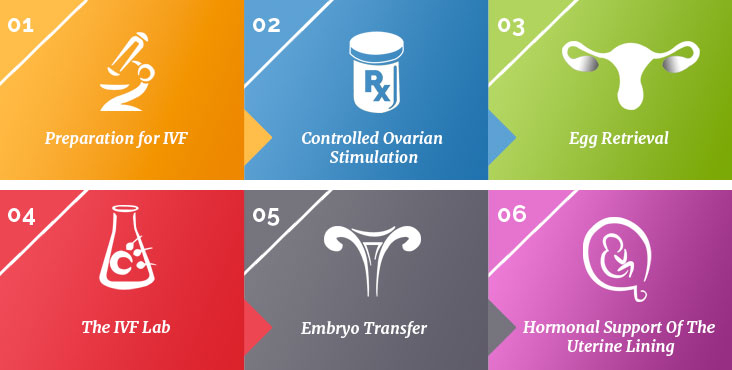 01
Preparation for IVF
02
Rx
Controlled Ovarian
Stimulation
03
Egg Retrieval
04
The IVF Lab
05
Embryo Transfer
06
Hormonal Support Of The
Uterine Lining